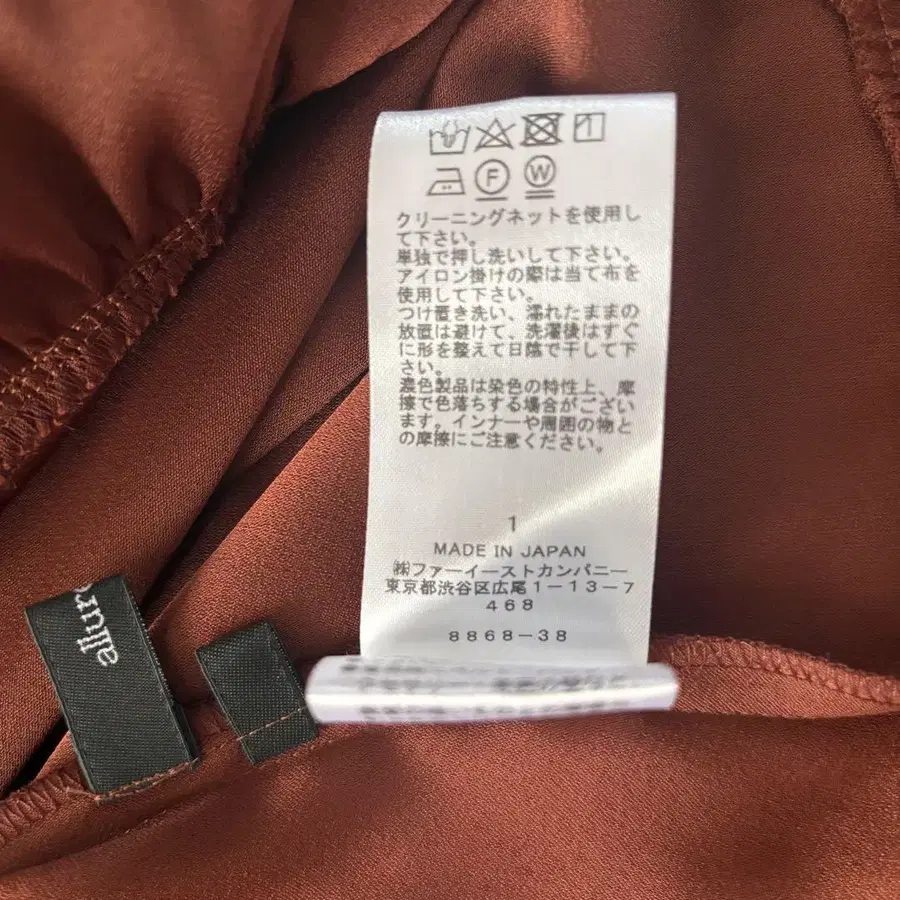 F W
クリーニングネットを使用し
て下さい。
単独で押し洗いして下さい。
アイロン掛けの際は当て布を
使用して下さい。
つけ置き洗い、濡れたままの
放置は避けて、洗濯後はすぐ
に形を整えて日陰で干して下
さい。
濃色製品は染色の特性上、摩
擦で色落ちする場合がござい
ます。インナーや周囲の物と
の摩擦にご注意ください。
1
MADE IN JAPAN
㈱ファーイーストカンパニー
東京都渋谷区広尾1－13－7
468
8868-38